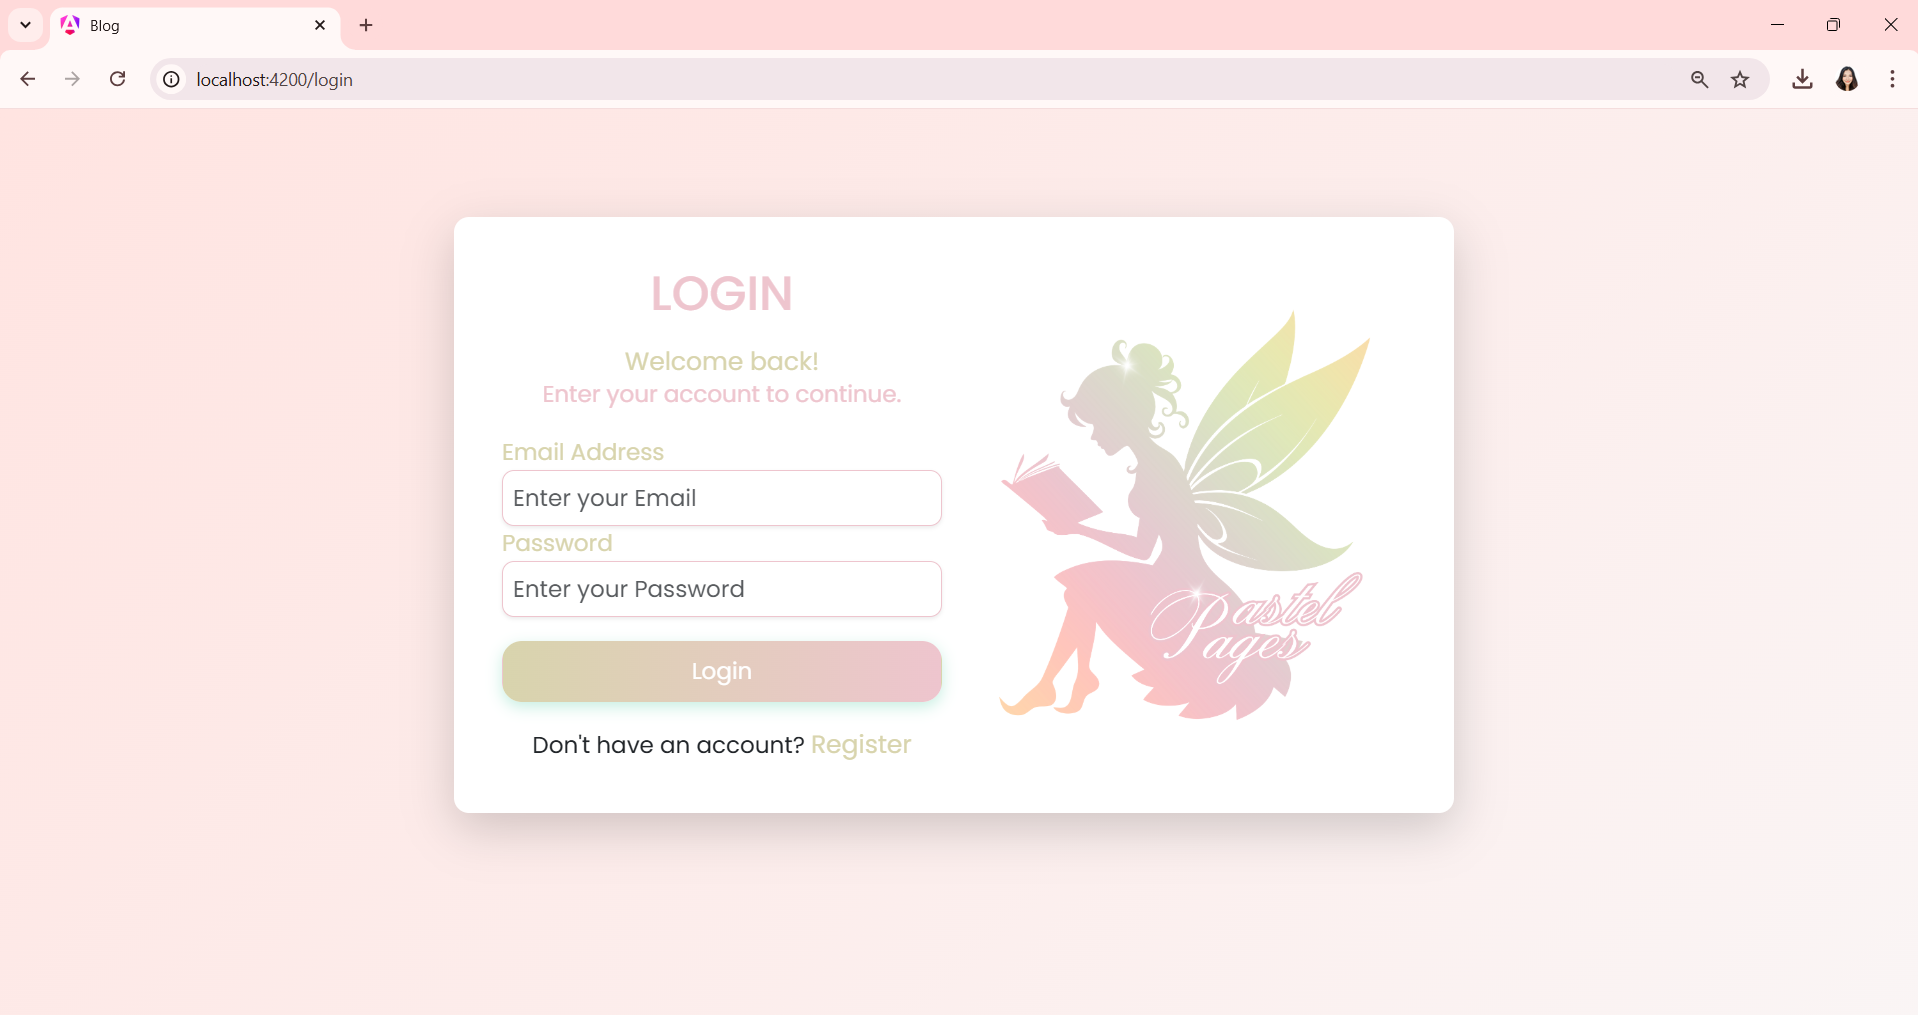 Blog
localhost:4200/login
LOGIN
Welcome back!
Enter your account to continue.
Email Address
Enter your Email
Password
Enter your Password
Login
Don't have an account? Register
Pastel
Pages